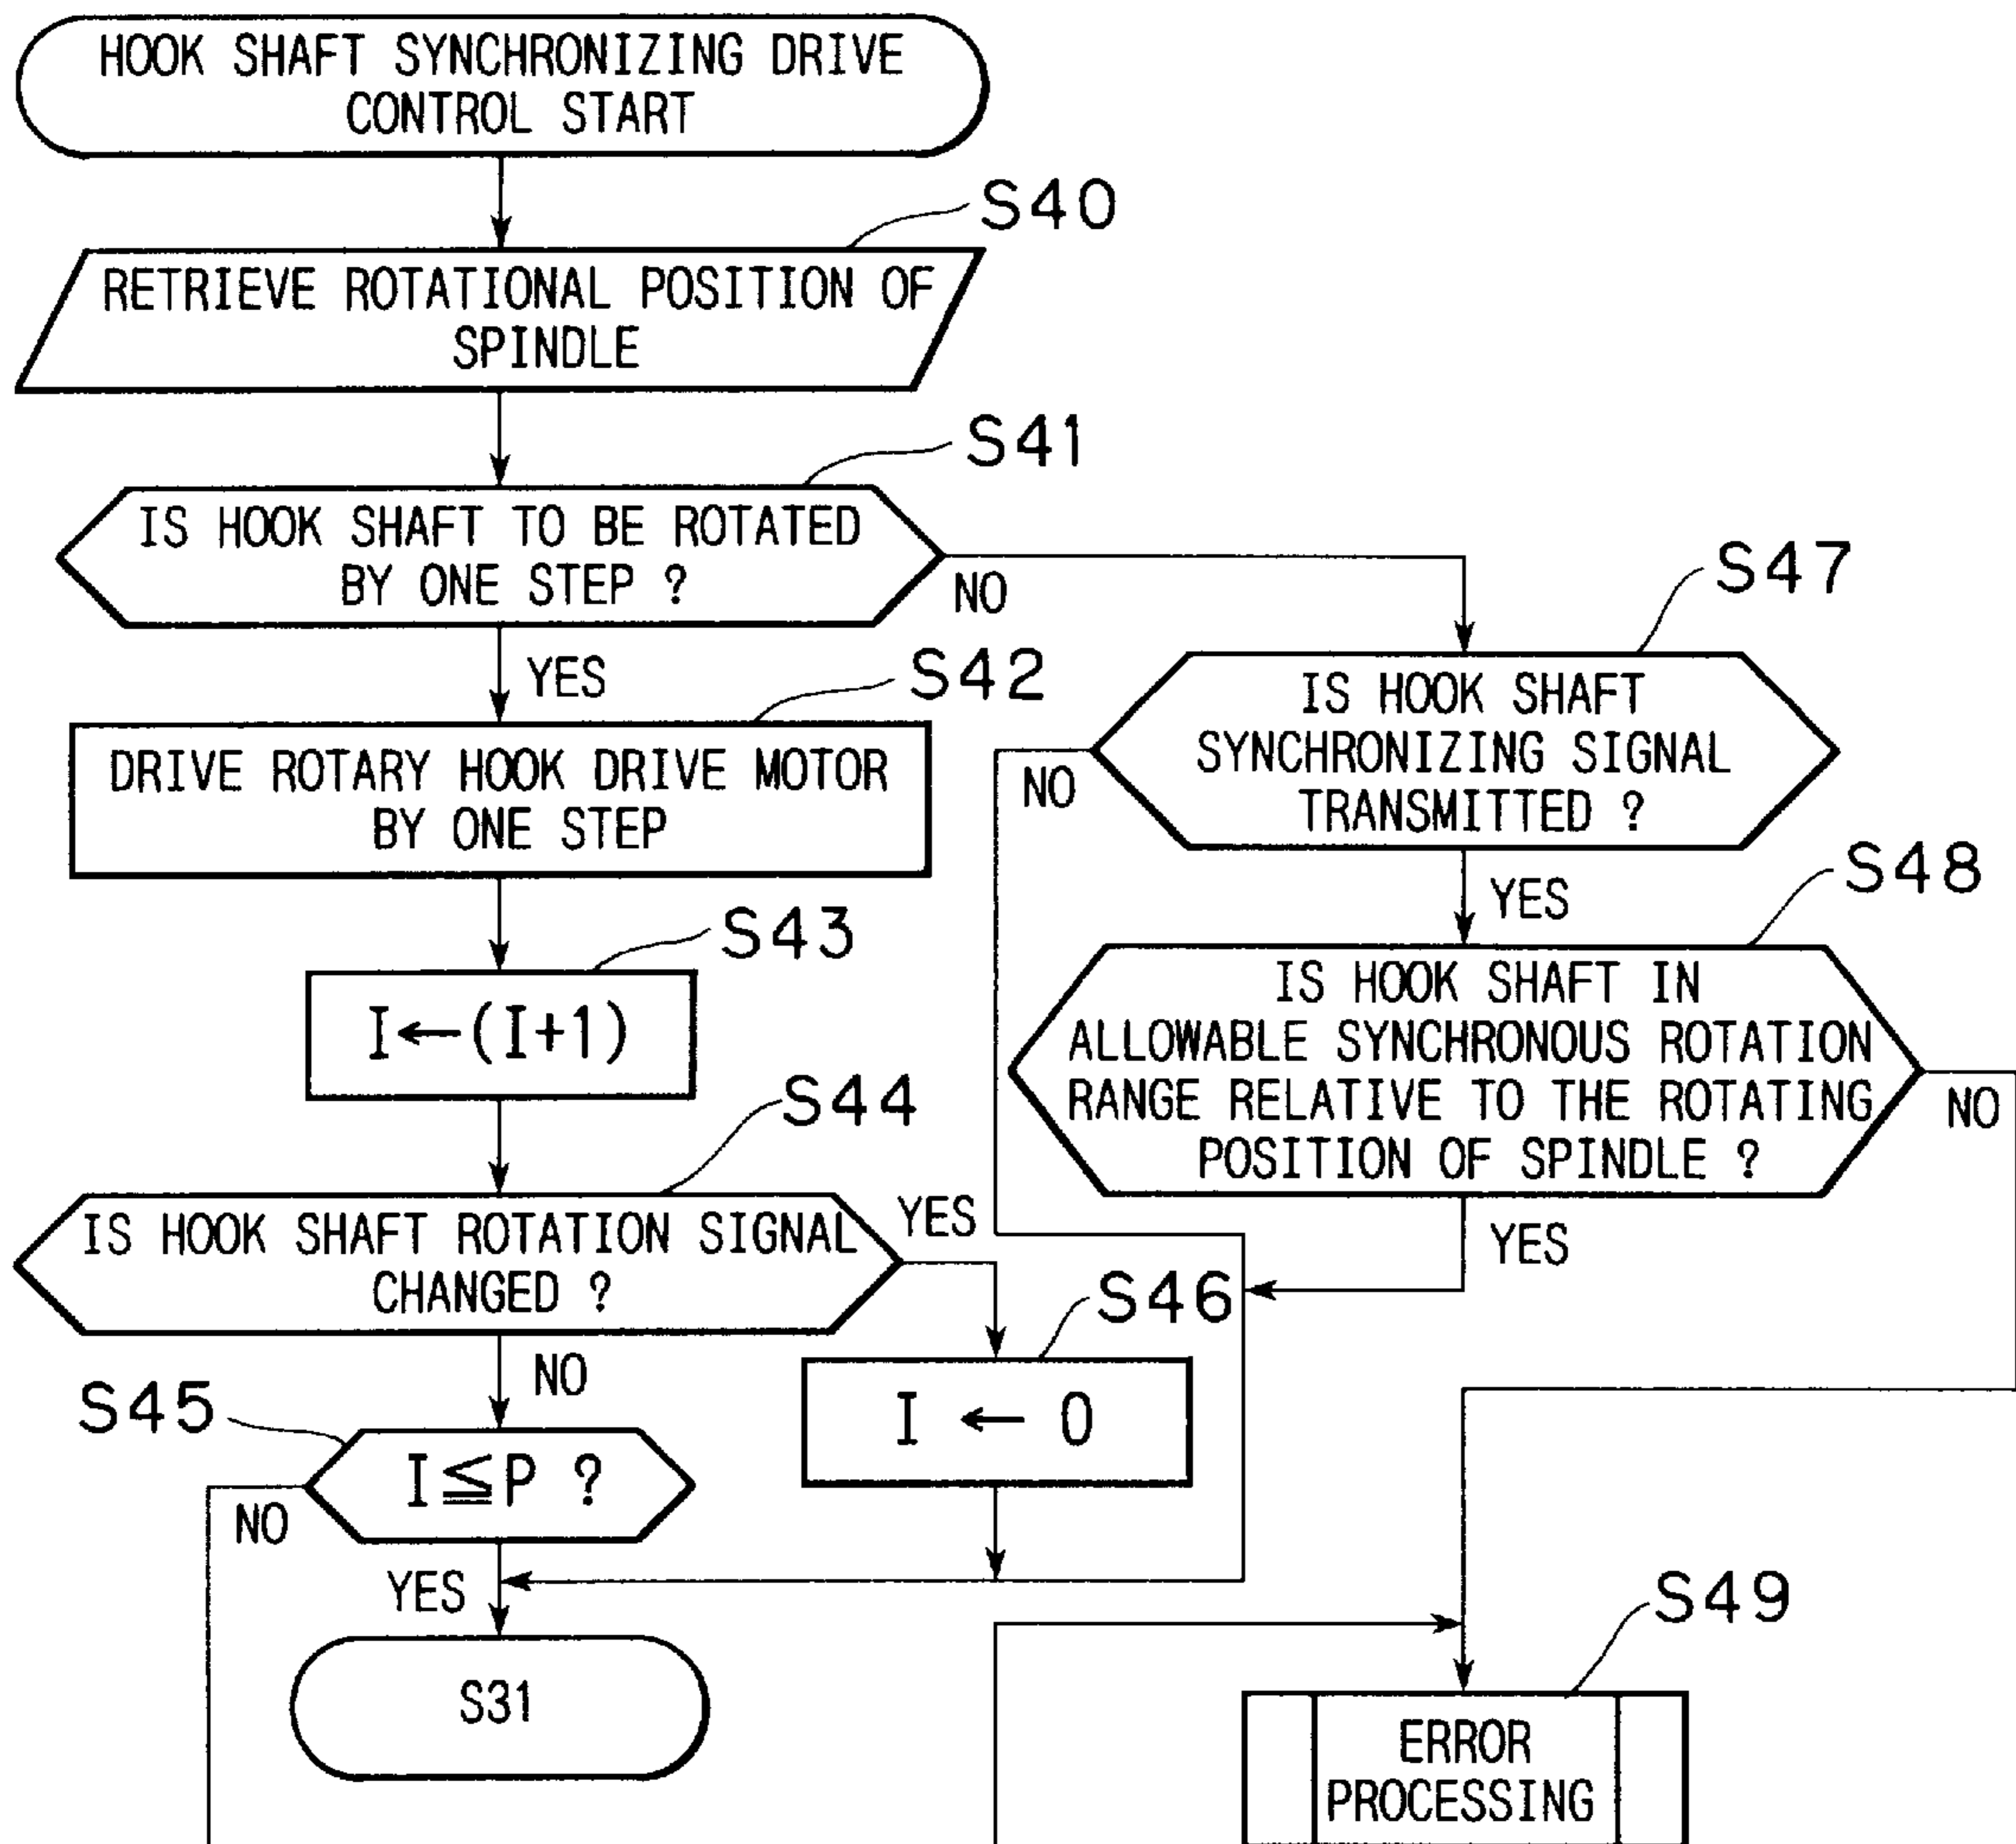 HOOK SHAFT SYNCHRONIZING DRIVE
CONTROL START
S40
RETRIEVE ROTATIONAL POSITION OF
SPINDLE
S41
IS HOOK SHAFT TO BE ROTATED
BY ONE STEP ?
NO
YES
S42
DRIVE ROTARY HOOK DRIVE MOTOR
BY ONE STEP
S43
I←(I+1)
S44
IS HOOK SHAFT ROTATION SIGNAL
CHANGED ?
YES
NO
S45
I≦P ?
NO
YES
S46
I ← 0
S31
S47
IS HOOK SHAFT
SYNCHRONIZING SIGNAL
TRANSMITTED ?
NO
YES
S48
IS HOOK SHAFT IN
ALLOWABLE SYNCHRONOUS ROTATION
RANGE RELATIVE TO THE ROTATING
POSITION OF SPINDLE ?
NO
YES
S49
ERROR
PROCESSING